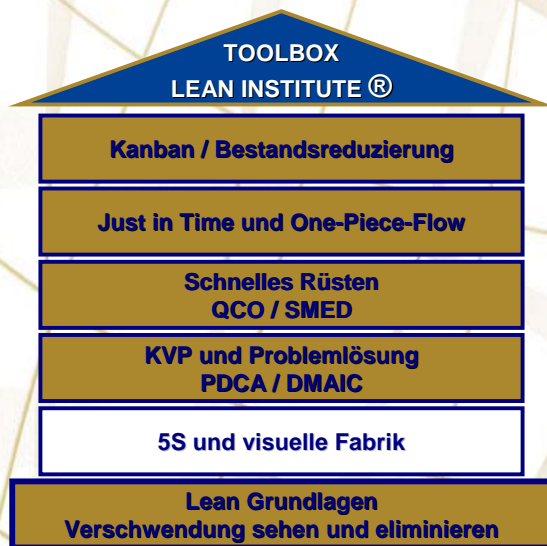 TOOLBOX
LEAN INSTITUTE ®
Kanban / Bestandsreduzierung
Just in Time und One-Piece-Flow
Schnelles Rüsten
QCO / SMED
KVP und Problemlösung
PDCA / DMAIC
5S und visuelle Fabrik
Lean Grundlagen
Verschwendung sehen und eliminieren